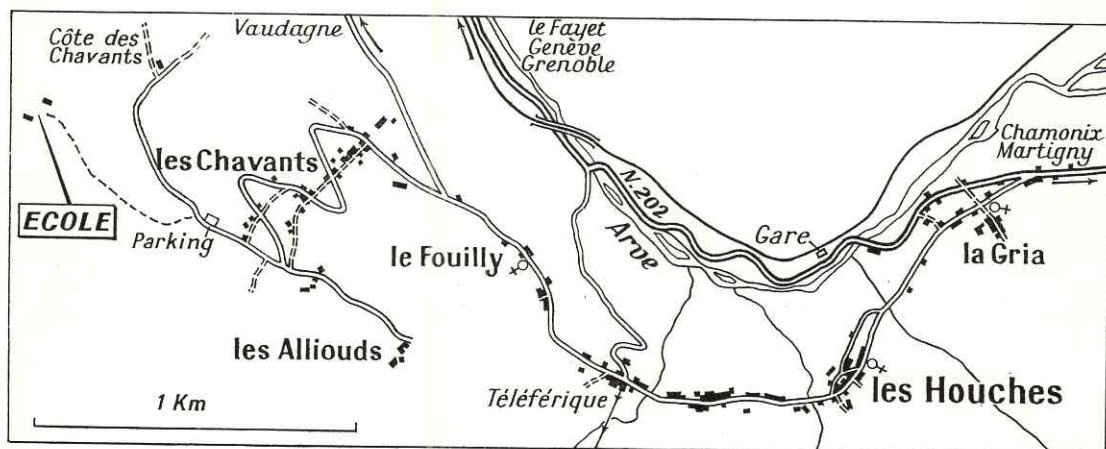 Côte des
Chavants
Vaudagne
le Fayet
Genève
Grenoble
Chamonix
Martigny
les Chavants
ECOLE
Parking
N.202
Arve
Gare
le Fouilly
la Gria
les Alliouds
les Houches
Téléférique
1 Km